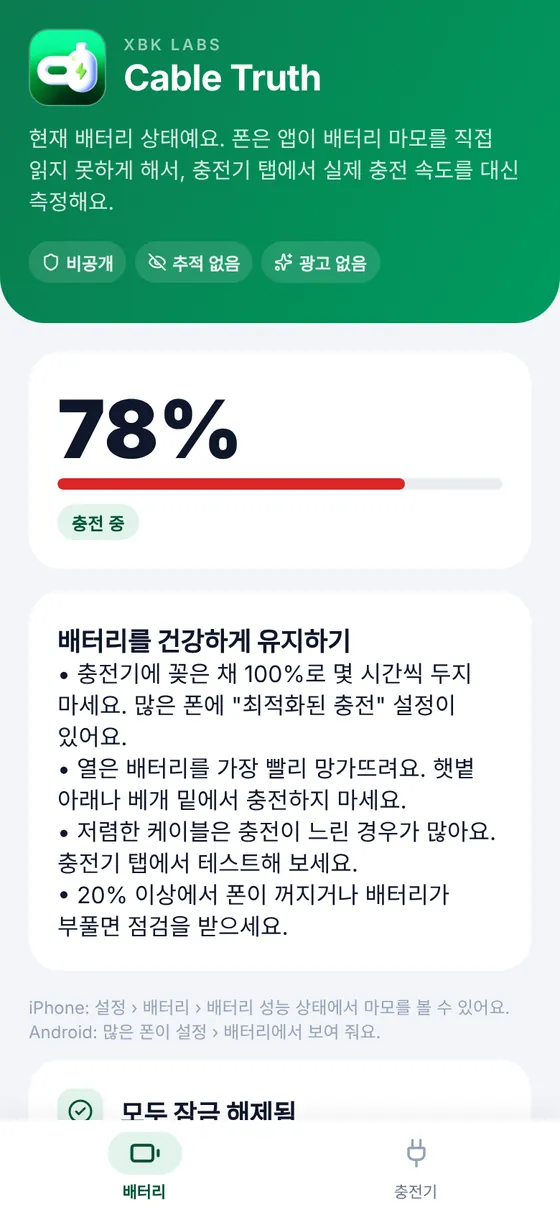 XBK LABS
Cable Truth
현재 배터리 상태예요. 폰은 앱이 배터리 마모를 직접
읽지 못하게 해서, 충전기 탭에서 실제 충전 속도를 대신
측정해요.
비공개
추적 없음
광고 없음
78%
충전 중
배터리를 건강하게 유지하기
• 충전기에 꽂은 채 100%로 몇 시간씩 두지
마세요. 많은 폰에 "최적화된 충전" 설정이
있어요.
• 열은 배터리를 가장 빨리 망가뜨려요. 햇볕
아래나 베개 밑에서 충전하지 마세요.
• 저렴한 케이블은 충전이 느린 경우가 많아요.
충전기 탭에서 테스트해 보세요.
• 20% 이상에서 폰이 꺼지거나 배터리가
부풀면 점검을 받으세요.
iPhone: 설정 › 배터리 › 배터리 성능 상태에서 마모를 볼 수 있어요.
Android: 많은 폰이 설정 › 배터리에서 보여 줘요.
모두 잠금 해제됨
배터리
충전기